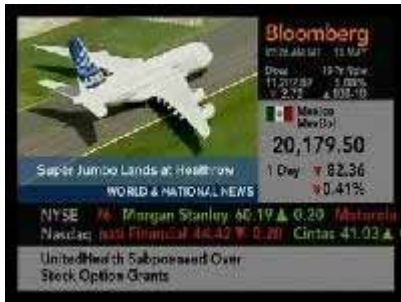 Bloomberg
Mexico
20,179.50
Super Jumbo Lands at Heathrow
1 Day ▼ 82.36
WORLD & NATIONAL NEWS
▼ 0.41%
NYSE Morgan Stanley 60.19 ▲ 0.20 Motorola
Nasdaq Financial 44.42 ▼ 0.20 Cintas 41.03 ▲
UnitedHealth Subpoenaed Over
Stock Option Grants